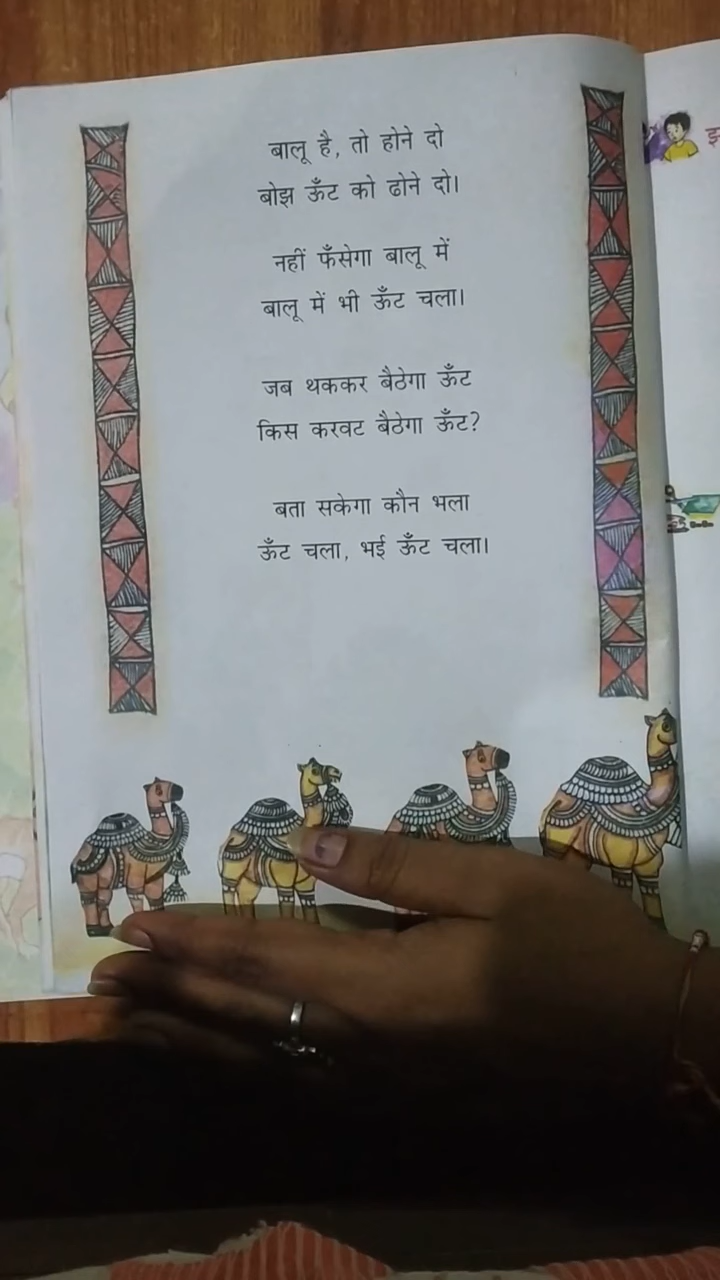 बालू है, तो होने दो
बोझ ऊँट को ढोने दो।
नहीं फँसेगा बालू में
बालू में भी ऊँट चला।
जब थककर बैठेगा ऊँट
किस करवट बैठेगा ऊँट?
बता सकेगा कौन भला
ऊँट चला, भई ऊँट चला।